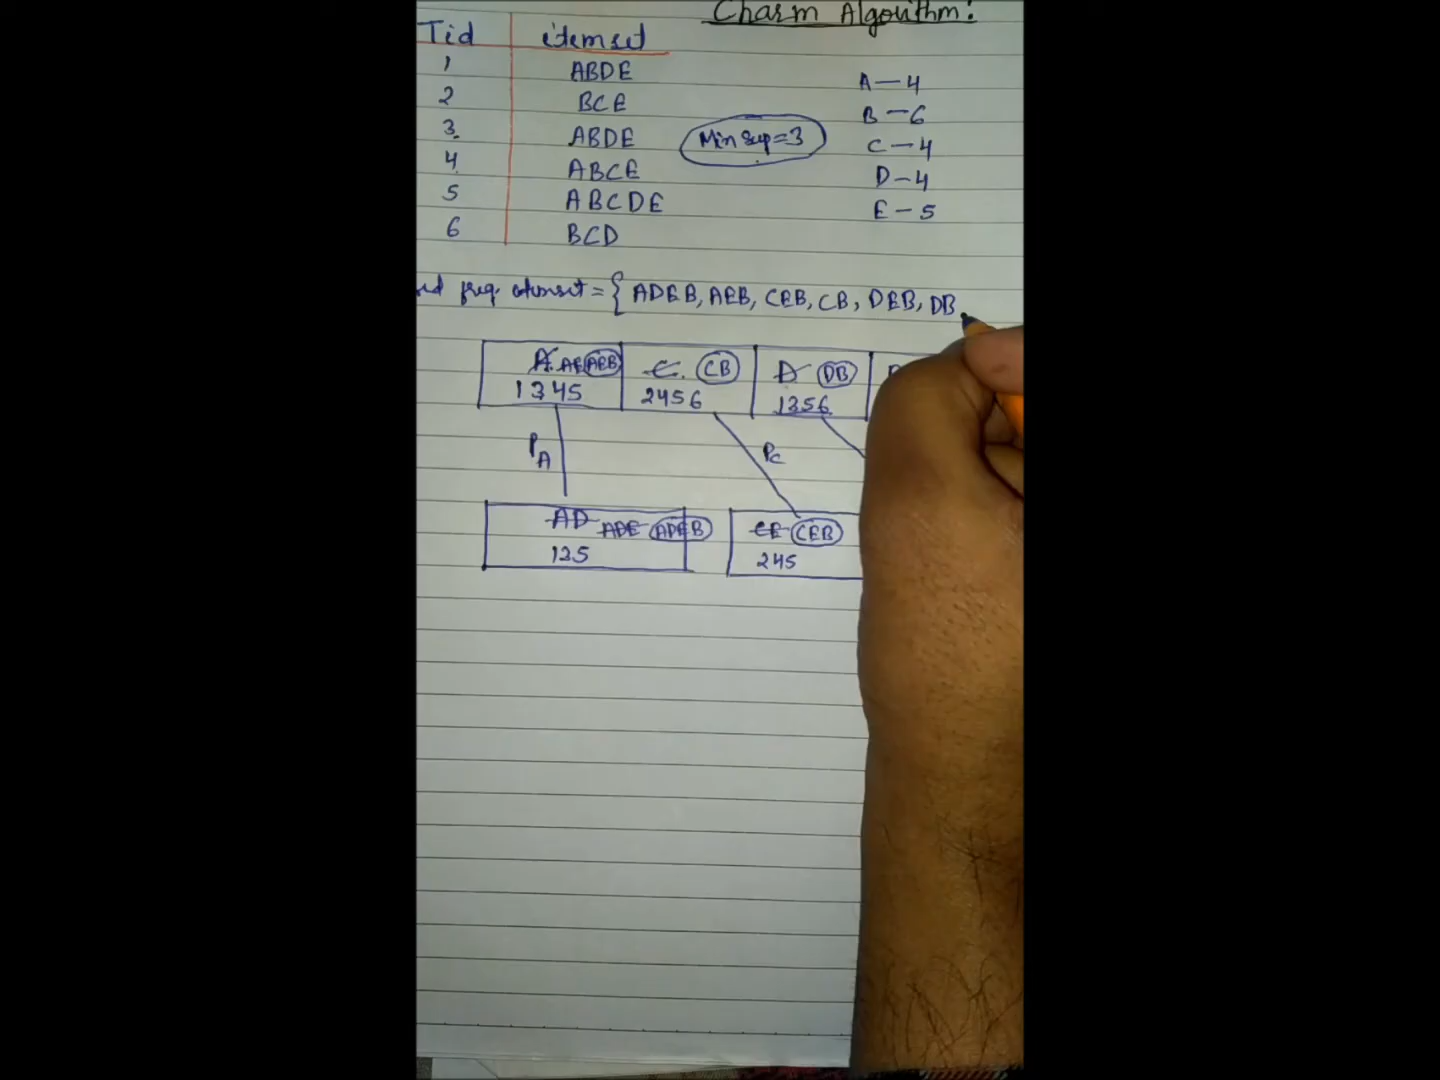 Charm Algorithm:
Tid itemset
1 ABDE
2 BCE
3. ABDE
4 ABCE
5 ABCDE
6 BCD
Min Sup=3
A—4
B—6
C—4
D—4
E—5
freq. itemset = { ADEB, AEB, CEB, CB, DEB, DB
A. AE AEB
1345
C. CB
2456
D DB
1356
PA
PC
AD ADE ADEB
135
CE CEB
245